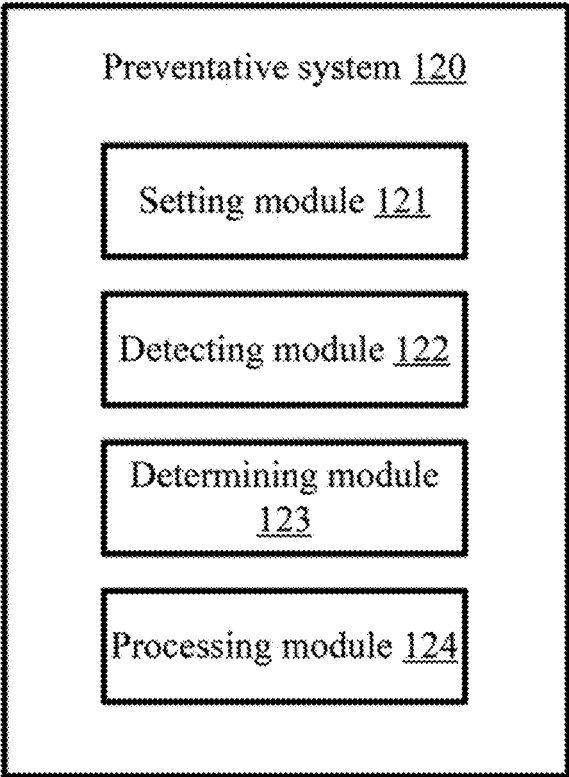 Preventative system 120
Setting module 121
Detecting module 122
Determining module
123
Processing module 124